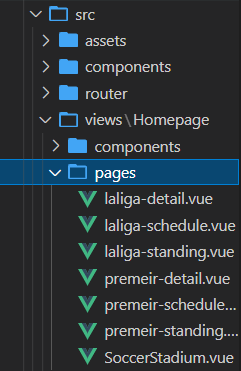 src
assets
components
router
views\Homepage
components
pages
laliga-detail.vue
laliga-schedule.vue
laliga-standing.vue
premeir-detail.vue
premeir-schedule...
premeir-standing....
SoccerStadium.vue